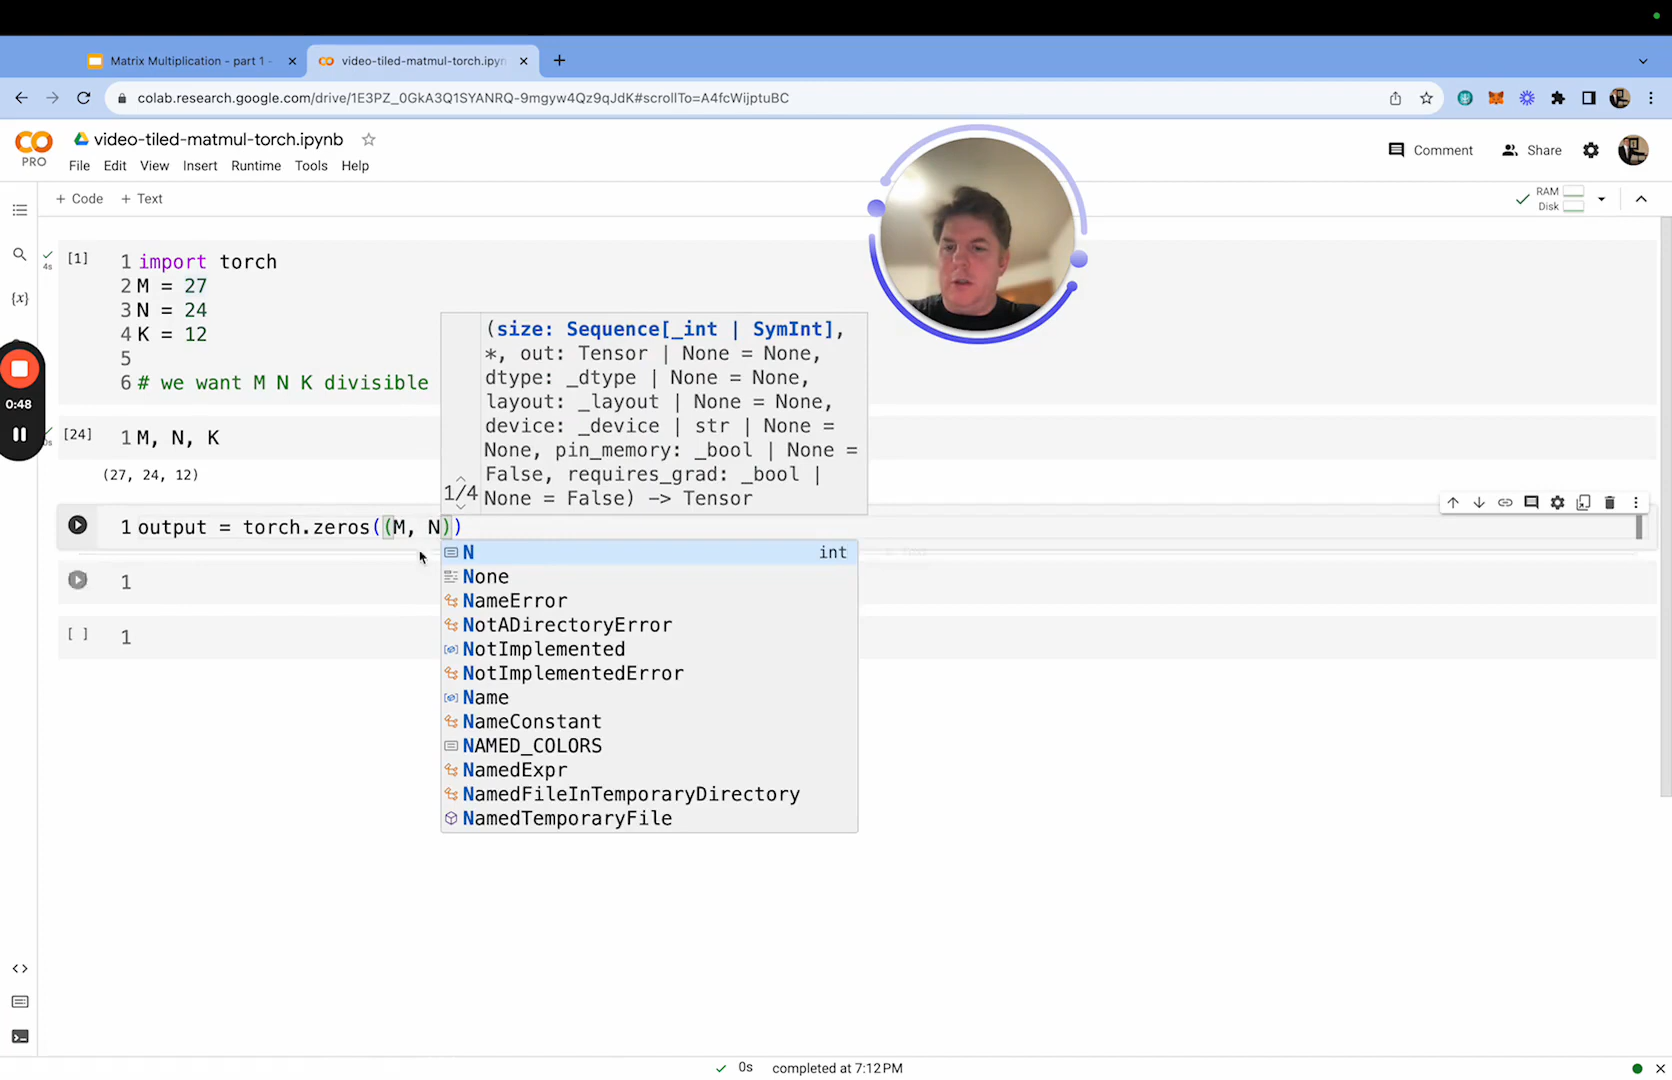 Matrix Multiplication - part 1 -
video-tiled-matmul-torch.ipyn
colab.research.google.com/drive/1E3PZ_0GkA3Q1SYANRQ-9mgyw4Qz9qJdK#scrollTo=A4fcWijptuBC
CO
PRO
video-tiled-matmul-torch.ipynb
File Edit View Insert Runtime Tools Help
Comment
Share
+ Code + Text
RAM
Disk
{x}
[1]
4s
1 import torch
2 M = 27
3 N = 24
4 K = 12
5
6 # we want M N K divisible
0:48
(size: Sequence[_int | SymInt],
*, out: Tensor | None = None,
dtype: _dtype | None = None,
layout: _layout | None = None,
device: _device | str | None =
None, pin_memory: _bool | None =
False, requires_grad: _bool |
None = False) -> Tensor
1/4
[24]
1 M, N, K
(27, 24, 12)
1 output = torch.zeros((M, N))
N int
None
NameError
NotADirectoryError
NotImplemented
NotImplementedError
Name
NameConstant
NAMED_COLORS
NamedExpr
NamedFileInTemporaryDirectory
NamedTemporaryFile
1
[ ] 1
0s completed at 7:12 PM